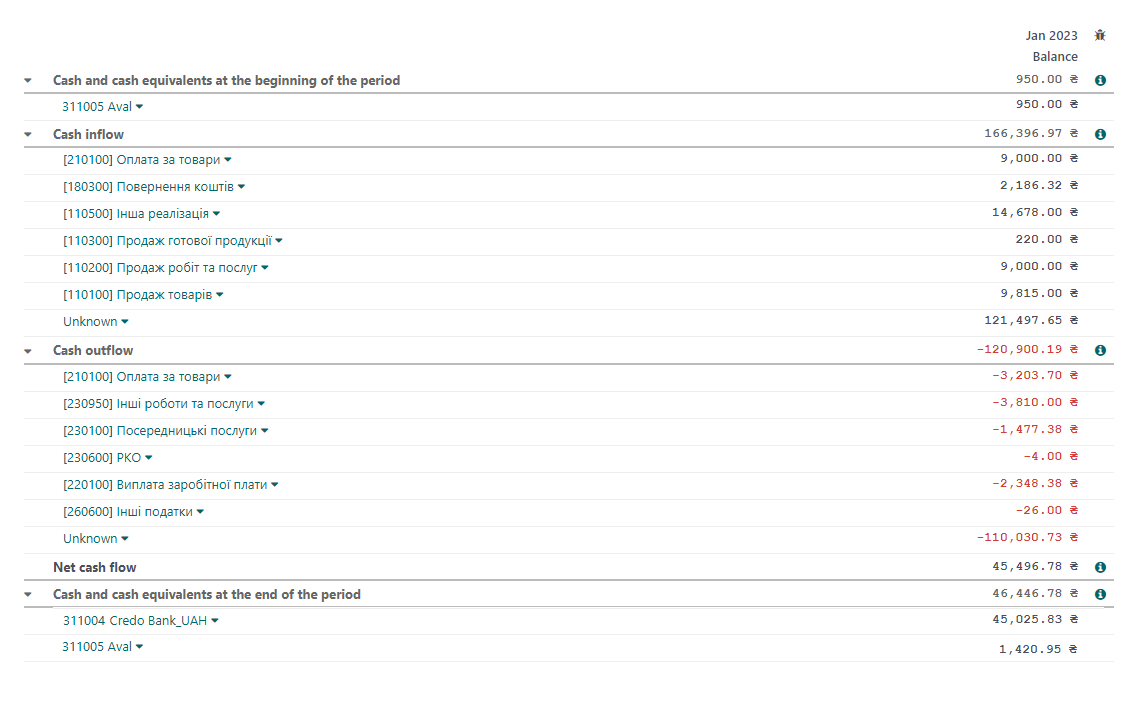 Jan 2023
Balance
Cash and cash equivalents at the beginning of the period 950.00 ₴
311005 Aval 950.00 ₴
Cash inflow 166,396.97 ₴
[210100] Оплата за товари 9,000.00 ₴
[180300] Повернення коштів 2,186.32 ₴
[110500] Інша реалізація 14,678.00 ₴
[110300] Продаж готової продукції 220.00 ₴
[110200] Продаж робіт та послуг 9,000.00 ₴
[110100] Продаж товарів 9,815.00 ₴
Unknown 121,497.65 ₴
Cash outflow -120,900.19 ₴
[210100] Оплата за товари -3,203.70 ₴
[230950] Інші роботи та послуги -3,810.00 ₴
[230100] Посередницькі послуги -1,477.38 ₴
[230600] РКО -4.00 ₴
[220100] Виплата заробітної плати -2,348.38 ₴
[260600] Інші податки -26.00 ₴
Unknown -110,030.73 ₴
Net cash flow 45,496.78 ₴
Cash and cash equivalents at the end of the period 46,446.78 ₴
311004 Credo Bank_UAH 45,025.83 ₴
311005 Aval 1,420.95 ₴